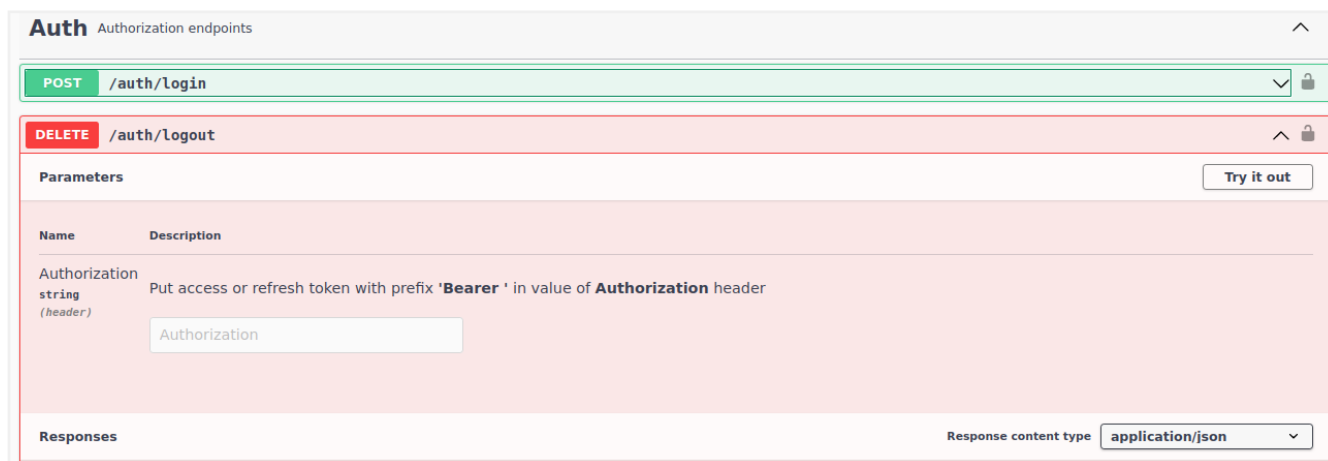 Auth Authorization endpoints
POST /auth/login
DELETE /auth/logout
Parameters
Try it out
Name Description
Authorization
string
(header)
Put access or refresh token with prefix 'Bearer ' in value of Authorization header
Authorization
Responses
Response content type application/json